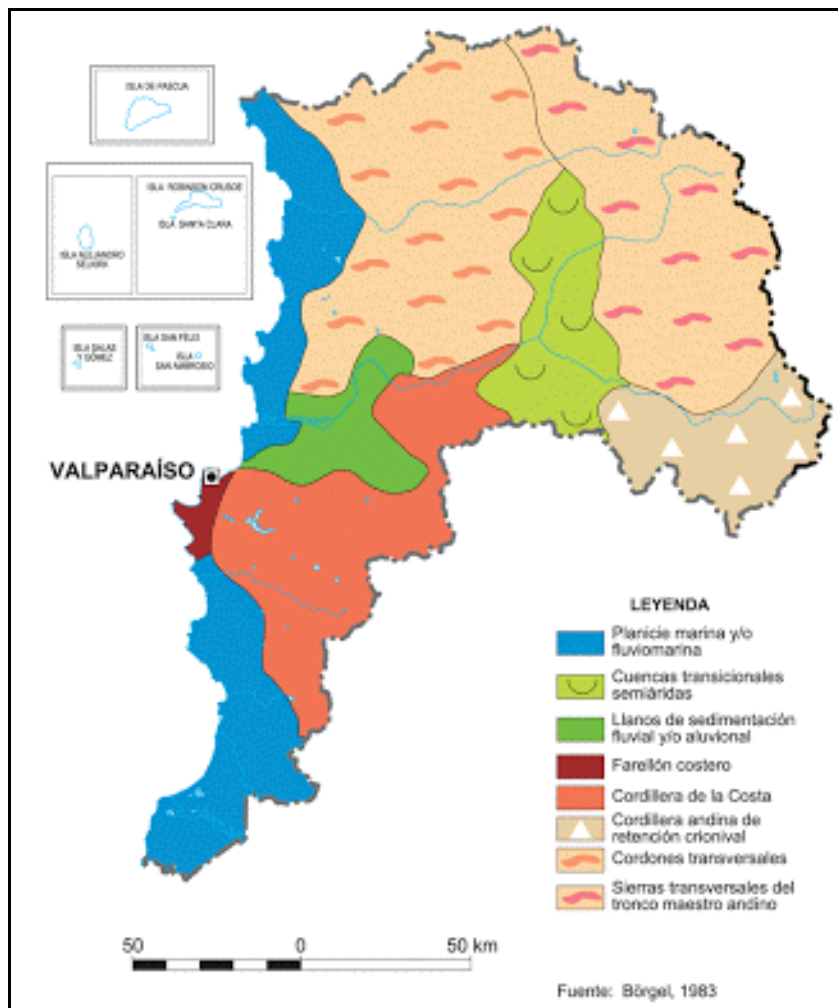 ISLA DE PASCUA
ISLA ROBINSON CRUSOE
ISLA SANTA CLARA
ISLA ALEJANDRO
SELKIRK
ISLA SALAS
Y GÓMEZ
ISLA SAN FÉLIX
ISLA
SAN AMBROSIO
VALPARAÍSO
LEYENDA
Planicie marina y/o
fluviomarina
Cuencas transicionales
semiáridas
Llanos de sedimentación
fluvial y/o aluvional
Farellón costero
Cordillera de la Costa
Cordillera andina de
retención crionival
Cordones transversales
Sierras transversales del
tronco maestro andino
50 0 50 km
Fuente: Börgel, 1983